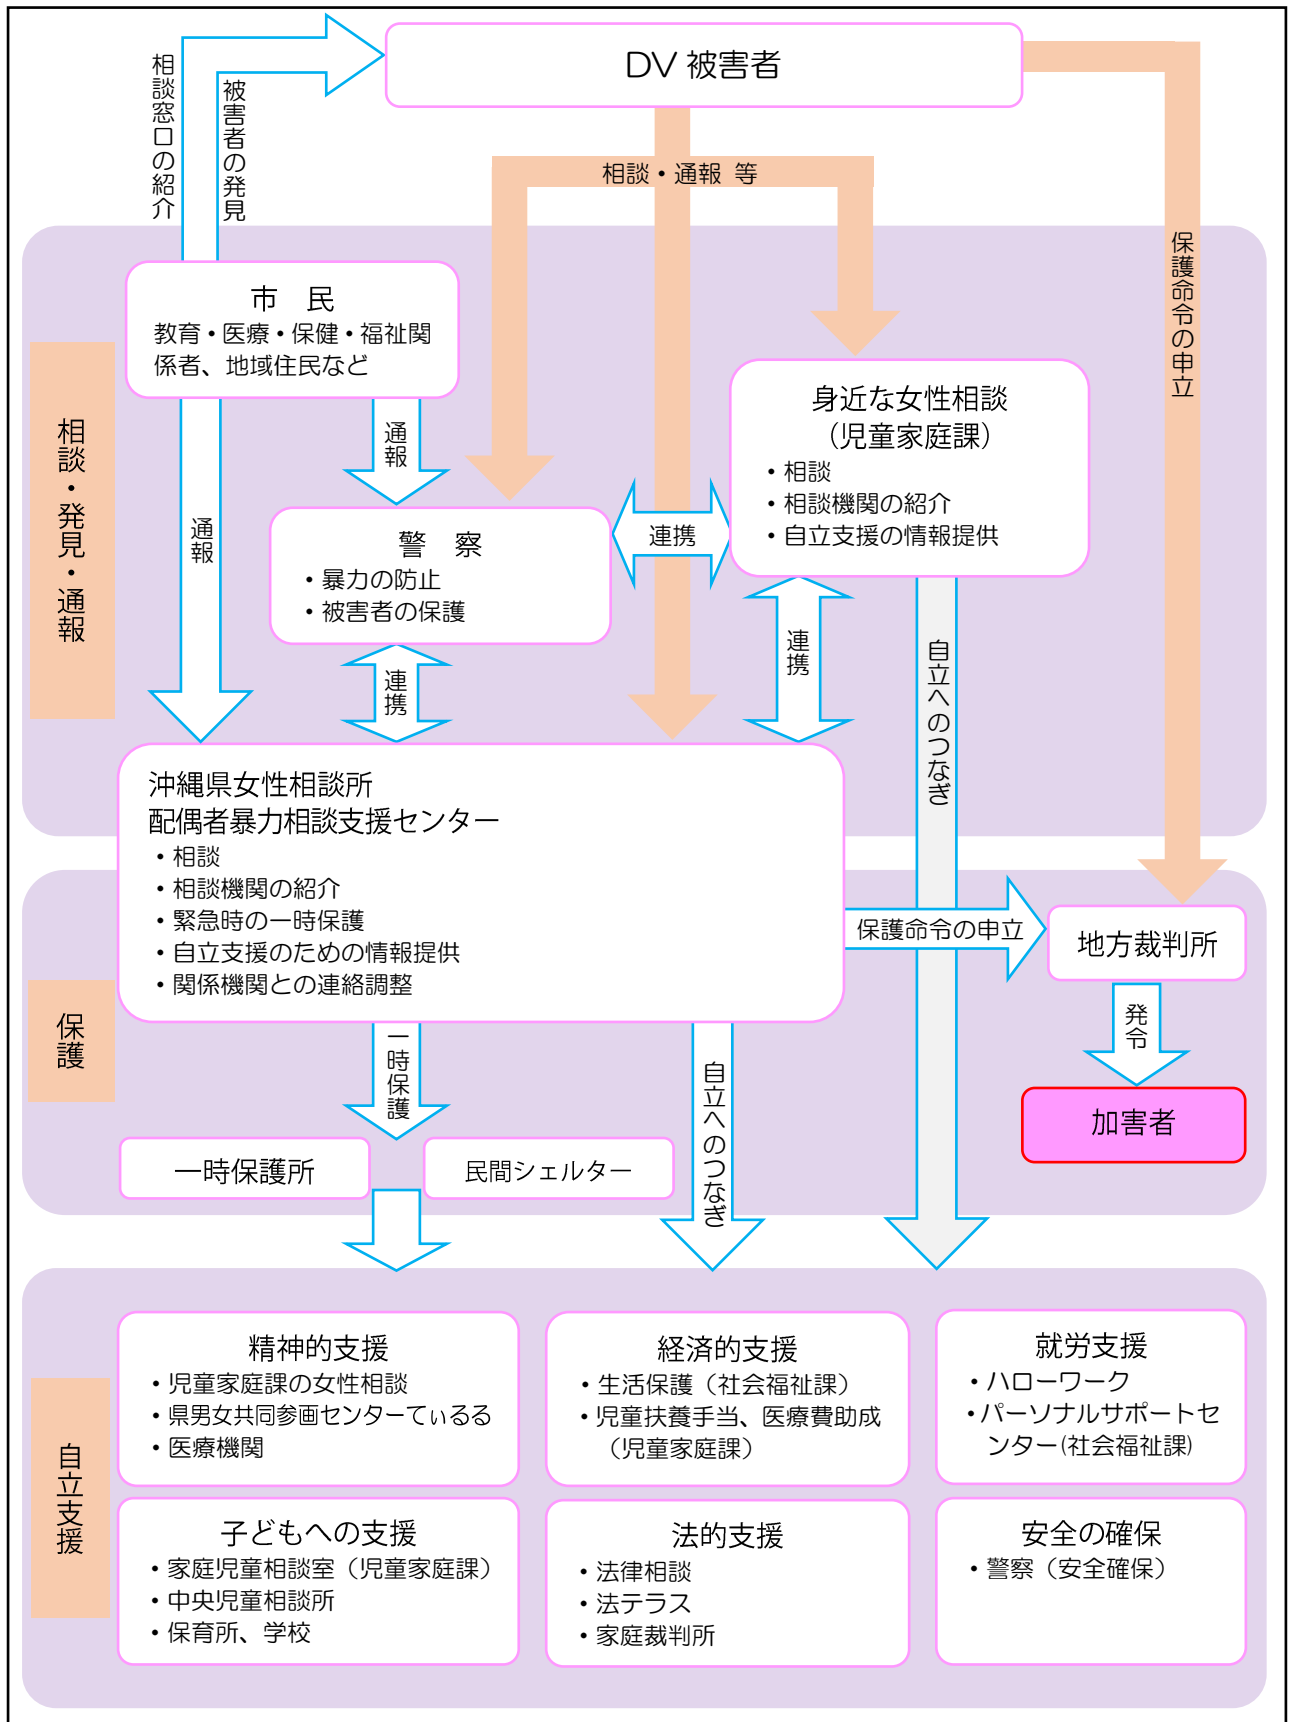 DV 被害者
相談窓口の紹介
被害者の発見
相談・通報 等
保護命令の申立
相談・発見・通報
市　民
教育・医療・保健・福祉関
係者、地域住民など
通報
通報
身近な女性相談
（児童家庭課）
・相談
・相談機関の紹介
・自立支援の情報提供
警　察
・暴力の防止
・被害者の保護
連携
連携
連携
自立へのつなぎ
沖縄県女性相談所
配偶者暴力相談支援センター
・相談
・相談機関の紹介
・緊急時の一時保護
・自立支援のための情報提供
・関係機関との連絡調整
保護命令の申立
地方裁判所
発令
加害者
保護
一時保護
自立へのつなぎ
一時保護所
民間シェルター
自立支援
精神的支援
・児童家庭課の女性相談
・県男女共同参画センターてぃるる
・医療機関
経済的支援
・生活保護（社会福祉課）
・児童扶養手当、医療費助成
（児童家庭課）
就労支援
・ハローワーク
・パーソナルサポートセ
ンター(社会福祉課)
子どもへの支援
・家庭児童相談室（児童家庭課）
・中央児童相談所
・保育所、学校
法的支援
・法律相談
・法テラス
・家庭裁判所
安全の確保
・警察（安全確保）